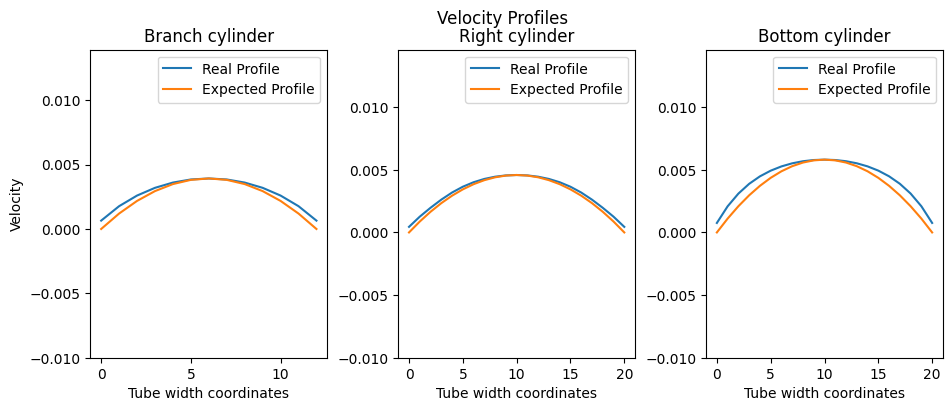 Velocity Profiles
Branch cylinder
Right cylinder
Bottom cylinder
Real Profile
Expected Profile
Real Profile
Expected Profile
Real Profile
Expected Profile
Velocity
0.010
0.005
0.000
−0.005
−0.010
0 5 10
Tube width coordinates
0.010
0.005
0.000
−0.005
−0.010
0 5 10 15 20
Tube width coordinates
0.010
0.005
0.000
−0.005
−0.010
0 5 10 15 20
Tube width coordinates